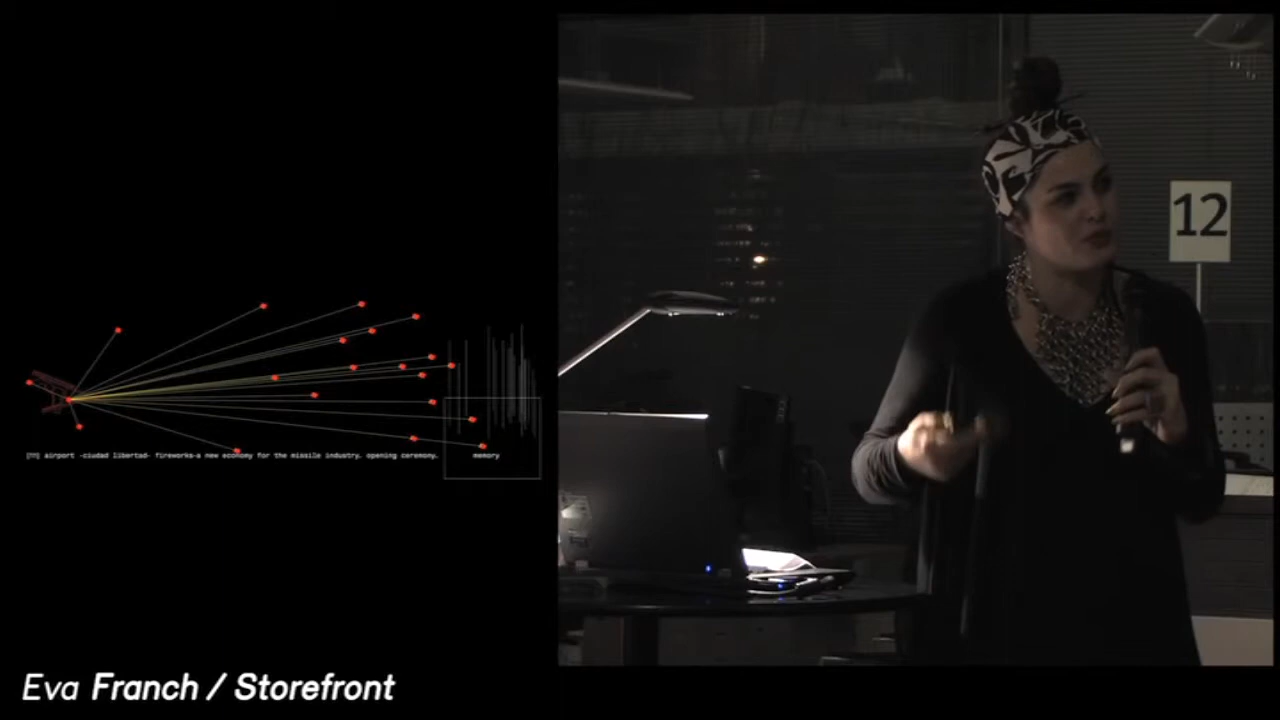 airport -ciudad libertad- fireworks-a new economy for the missile industry. opening ceremony.
memory
12
Eva Franch / Storefront